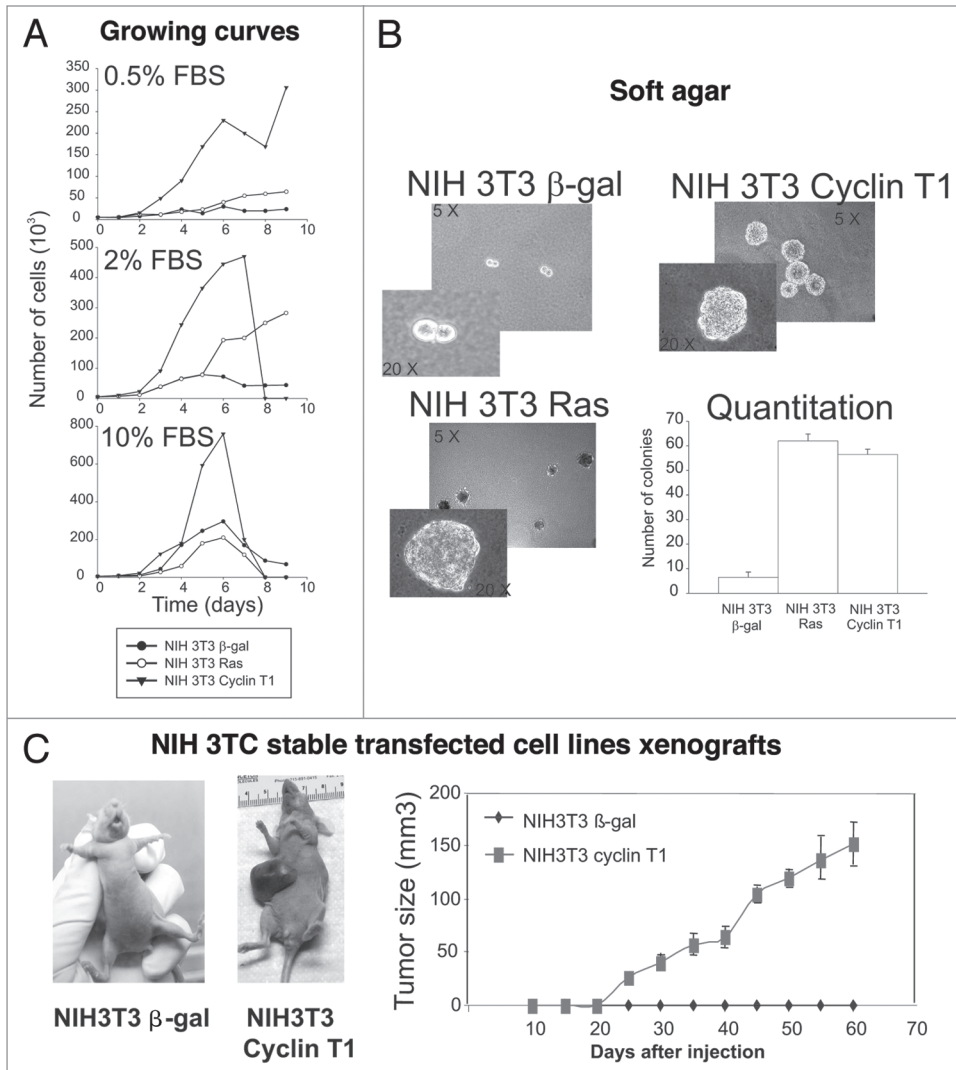 A
Growing curves
0.5% FBS
350
300
250
200
150
100
50
0
0 2 4 6 8 10
2% FBS
500
400
300
200
100
0
0 2 4 6 8 10
10% FBS
800
600
400
200
0
0 2 4 6 8 10
Number of cells (10³)
Time (days)
NIH 3T3 β-gal
NIH 3T3 Ras
NIH 3T3 Cyclin T1
B
Soft agar
NIH 3T3 β-gal
5 X
20 X
NIH 3T3 Cyclin T1
5 X
20 X
NIH 3T3 Ras
5 X
20 X
Quantitation
Number of colonies
70
60
50
40
30
20
10
0
NIH 3T3
β-gal
NIH 3T3
Ras
NIH 3T3
Cyclin T1
C
NIH 3TC stable transfected cell lines xenografts
NIH3T3 β-gal
NIH3T3
Cyclin T1
Tumor size (mm3)
200
150
100
50
0
NIH3T3 ß-gal
NIH3T3 cyclin T1
10 20 30 40 50 60 70
Days after injection